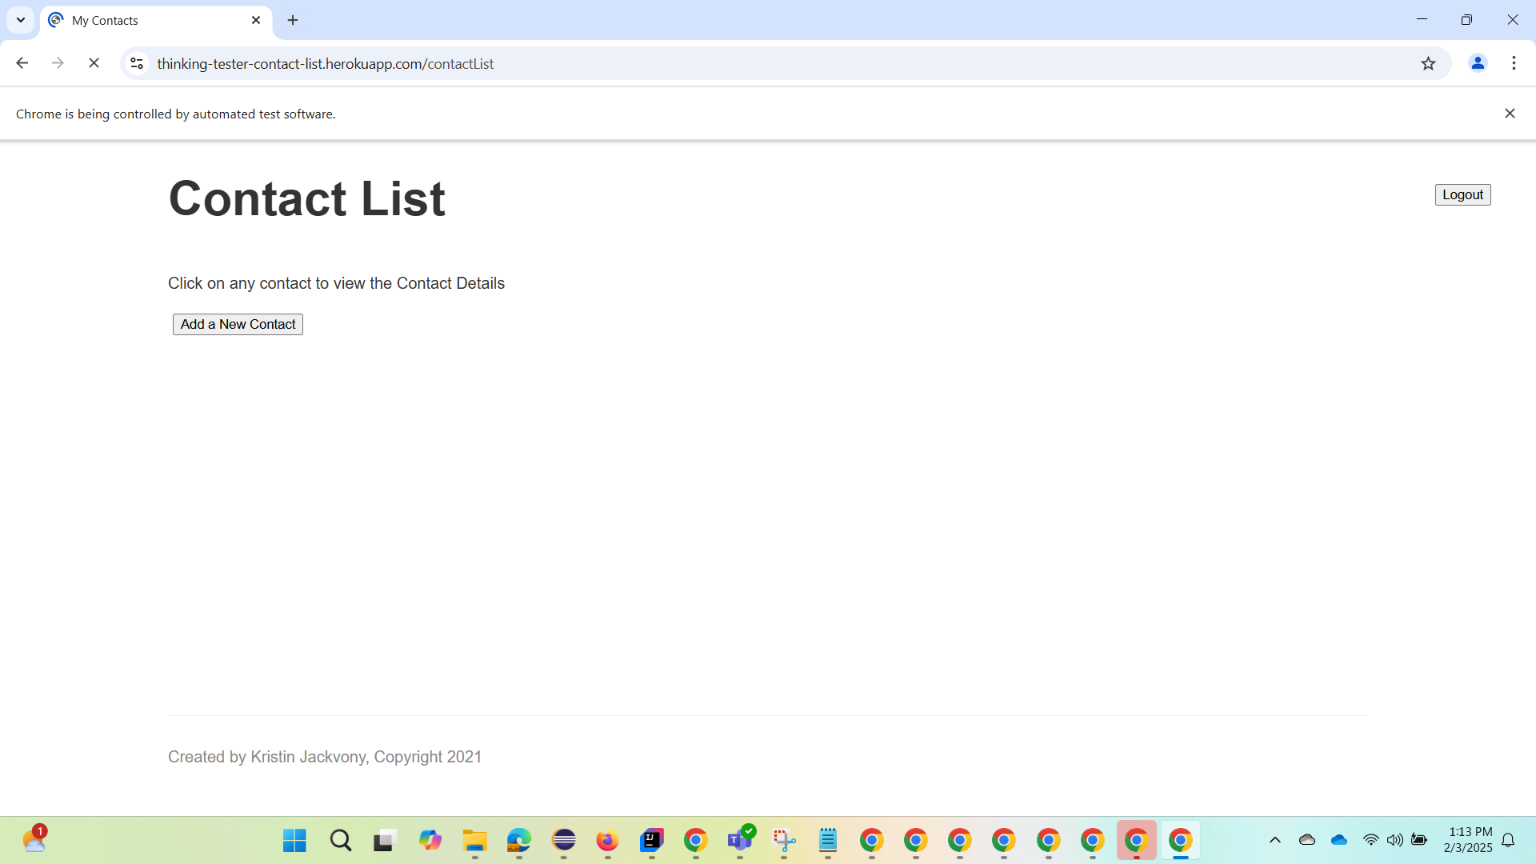 My Contacts
thinking-tester-contact-list.herokuapp.com/contactList
Chrome is being controlled by automated test software.
Contact List
Logout
Click on any contact to view the Contact Details
Add a New Contact
Created by Kristin Jackvony, Copyright 2021
1
1:13 PM
2/3/2025